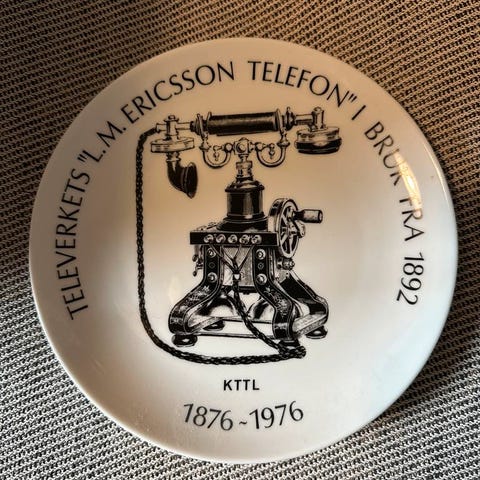 TELEVERKETS "L.M. ERICSSON TELEFON" I BRUK FRA 1892
KTTL
1876~1976